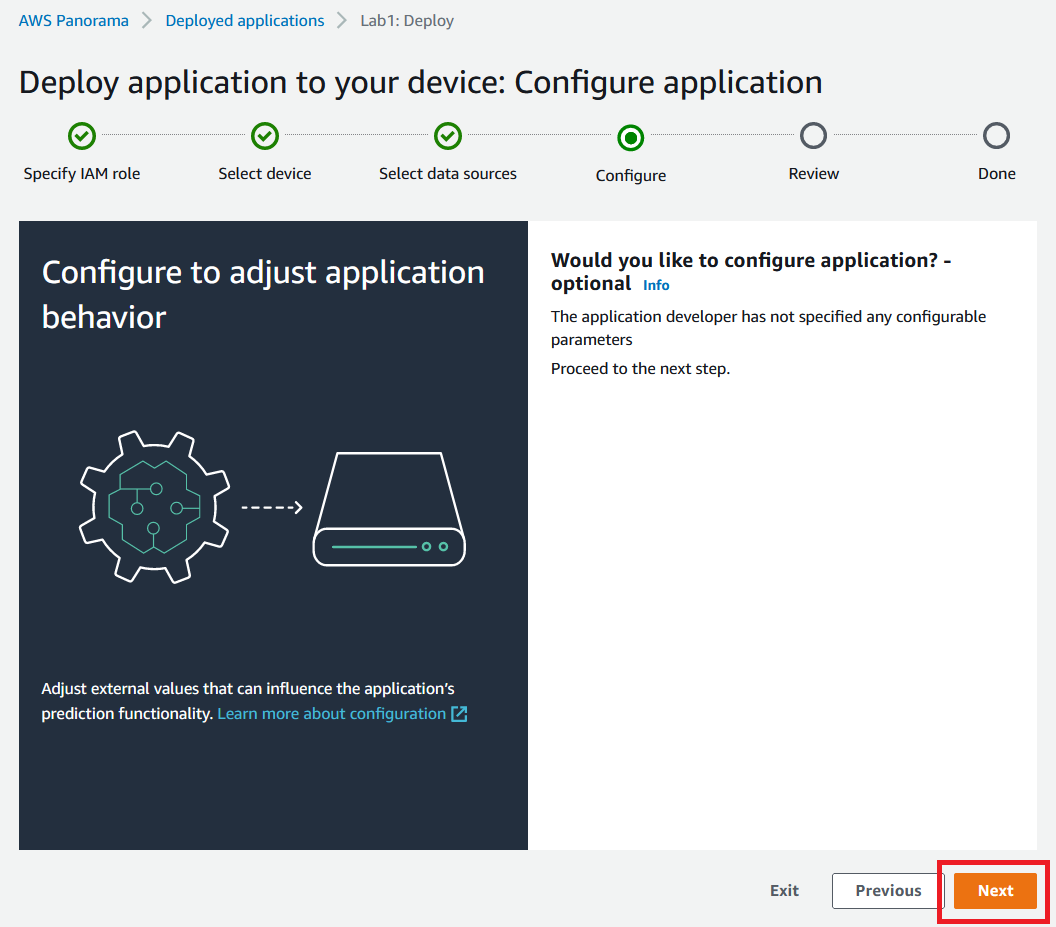 AWS Panorama > Deployed applications > Lab1: Deploy
Deploy application to your device: Configure application
Specify IAM role
Select device
Select data sources
Configure
Review
Done
Configure to adjust application
behavior
Adjust external values that can influence the application's
prediction functionality. Learn more about configuration
Would you like to configure application? -
optional Info
The application developer has not specified any configurable
parameters
Proceed to the next step.
Exit
Previous
Next